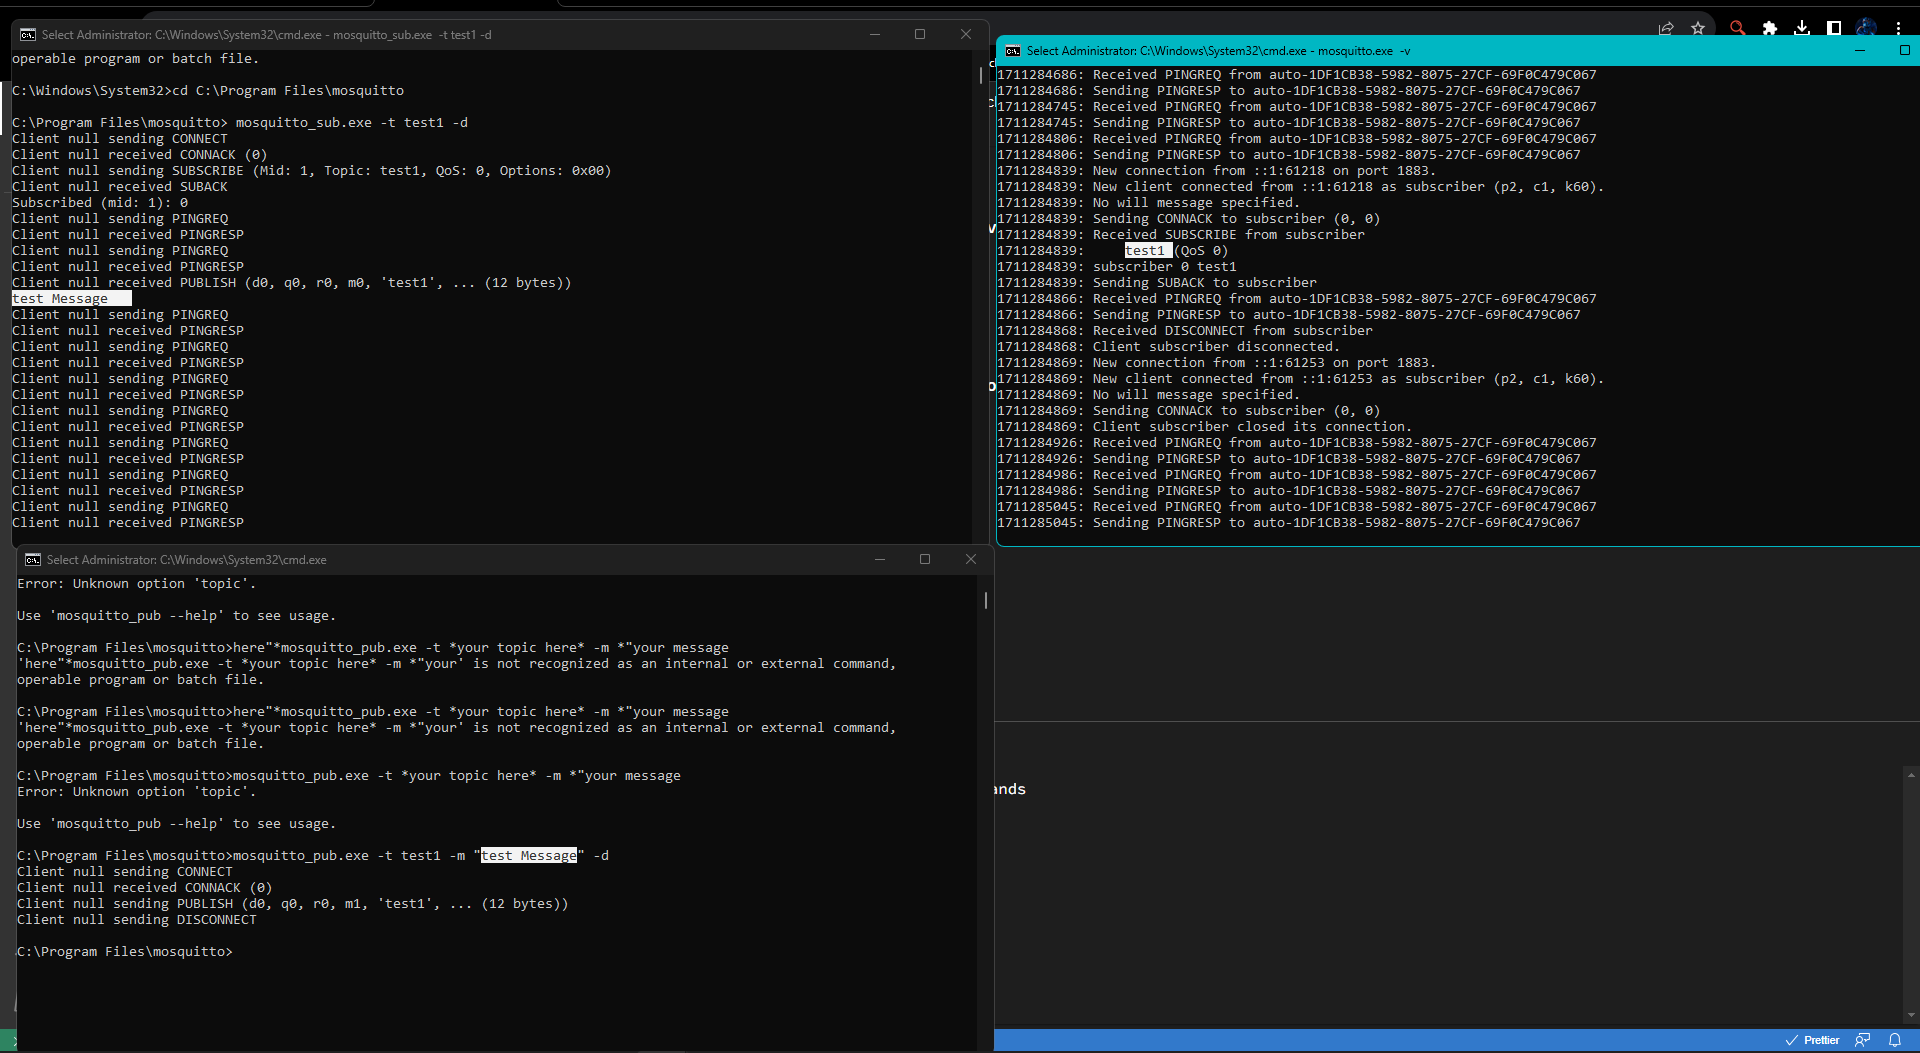 Select Administrator: C:\Windows\System32\cmd.exe - mosquitto_sub.exe  -t test1 -d
operable program or batch file.
C:\Windows\System32>cd C:\Program Files\mosquitto
C:\Program Files\mosquitto> mosquitto_sub.exe -t test1 -d
Client null sending CONNECT
Client null received CONNACK (0)
Client null sending SUBSCRIBE (Mid: 1, Topic: test1, QoS: 0, Options: 0x00)
Client null received SUBACK
Subscribed (mid: 1): 0
Client null sending PINGREQ
Client null received PINGRESP
Client null sending PINGREQ
Client null received PINGRESP
Client null received PUBLISH (d0, q0, r0, m0, 'test1', ... (12 bytes))
test Message
Client null sending PINGREQ
Client null received PINGRESP
Client null sending PINGREQ
Client null received PINGRESP
Client null sending PINGREQ
Client null received PINGRESP
Client null sending PINGREQ
Client null received PINGRESP
Client null sending PINGREQ
Client null received PINGRESP
Client null sending PINGREQ
Client null received PINGRESP
Client null sending PINGREQ
Client null received PINGRESP
Select Administrator: C:\Windows\System32\cmd.exe - mosquitto.exe  -v
1711284686: Received PINGREQ from auto-1DF1CB38-5982-8075-27CF-69F0C479C067
1711284686: Sending PINGRESP to auto-1DF1CB38-5982-8075-27CF-69F0C479C067
1711284745: Received PINGREQ from auto-1DF1CB38-5982-8075-27CF-69F0C479C067
1711284745: Sending PINGRESP to auto-1DF1CB38-5982-8075-27CF-69F0C479C067
1711284806: Received PINGREQ from auto-1DF1CB38-5982-8075-27CF-69F0C479C067
1711284806: Sending PINGRESP to auto-1DF1CB38-5982-8075-27CF-69F0C479C067
1711284839: New connection from ::1:61218 on port 1883.
1711284839: New client connected from ::1:61218 as subscriber (p2, c1, k60).
1711284839: No will message specified.
1711284839: Sending CONNACK to subscriber (0, 0)
1711284839: Received SUBSCRIBE from subscriber
1711284839:     test1 (QoS 0)
1711284839: subscriber 0 test1
1711284839: Sending SUBACK to subscriber
1711284866: Received PINGREQ from auto-1DF1CB38-5982-8075-27CF-69F0C479C067
1711284866: Sending PINGRESP to auto-1DF1CB38-5982-8075-27CF-69F0C479C067
1711284868: Received DISCONNECT from subscriber
1711284868: Client subscriber disconnected.
1711284869: New connection from ::1:61253 on port 1883.
1711284869: New client connected from ::1:61253 as subscriber (p2, c1, k60).
1711284869: No will message specified.
1711284869: Sending CONNACK to subscriber (0, 0)
1711284869: Client subscriber closed its connection.
1711284926: Received PINGREQ from auto-1DF1CB38-5982-8075-27CF-69F0C479C067
1711284926: Sending PINGRESP to auto-1DF1CB38-5982-8075-27CF-69F0C479C067
1711284986: Received PINGREQ from auto-1DF1CB38-5982-8075-27CF-69F0C479C067
1711284986: Sending PINGRESP to auto-1DF1CB38-5982-8075-27CF-69F0C479C067
1711285045: Received PINGREQ from auto-1DF1CB38-5982-8075-27CF-69F0C479C067
1711285045: Sending PINGRESP to auto-1DF1CB38-5982-8075-27CF-69F0C479C067
Select Administrator: C:\Windows\System32\cmd.exe
Error: Unknown option 'topic'.
Use 'mosquitto_pub --help' to see usage.
C:\Program Files\mosquitto>here"*mosquitto_pub.exe -t *your topic here* -m *"your message
'here"*mosquitto_pub.exe -t *your topic here* -m *"your' is not recognized as an internal or external command,
operable program or batch file.
C:\Program Files\mosquitto>here"*mosquitto_pub.exe -t *your topic here* -m *"your message
'here"*mosquitto_pub.exe -t *your topic here* -m *"your' is not recognized as an internal or external command,
operable program or batch file.
C:\Program Files\mosquitto>mosquitto_pub.exe -t *your topic here* -m *"your message
Error: Unknown option 'topic'.
Use 'mosquitto_pub --help' to see usage.
C:\Program Files\mosquitto>mosquitto_pub.exe -t test1 -m "test Message" -d
Client null sending CONNECT
Client null received CONNACK (0)
Client null sending PUBLISH (d0, q0, r0, m1, 'test1', ... (12 bytes))
Client null sending DISCONNECT
C:\Program Files\mosquitto>
ands
Prettier